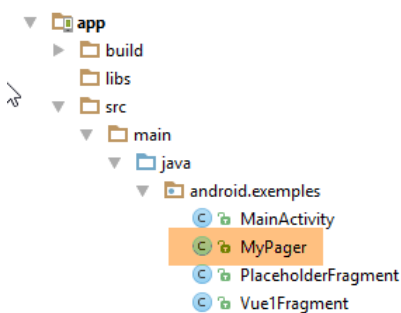 app
build
libs
src
main
java
android.exemples
MainActivity
MyPager
PlaceholderFragment
Vue1Fragment